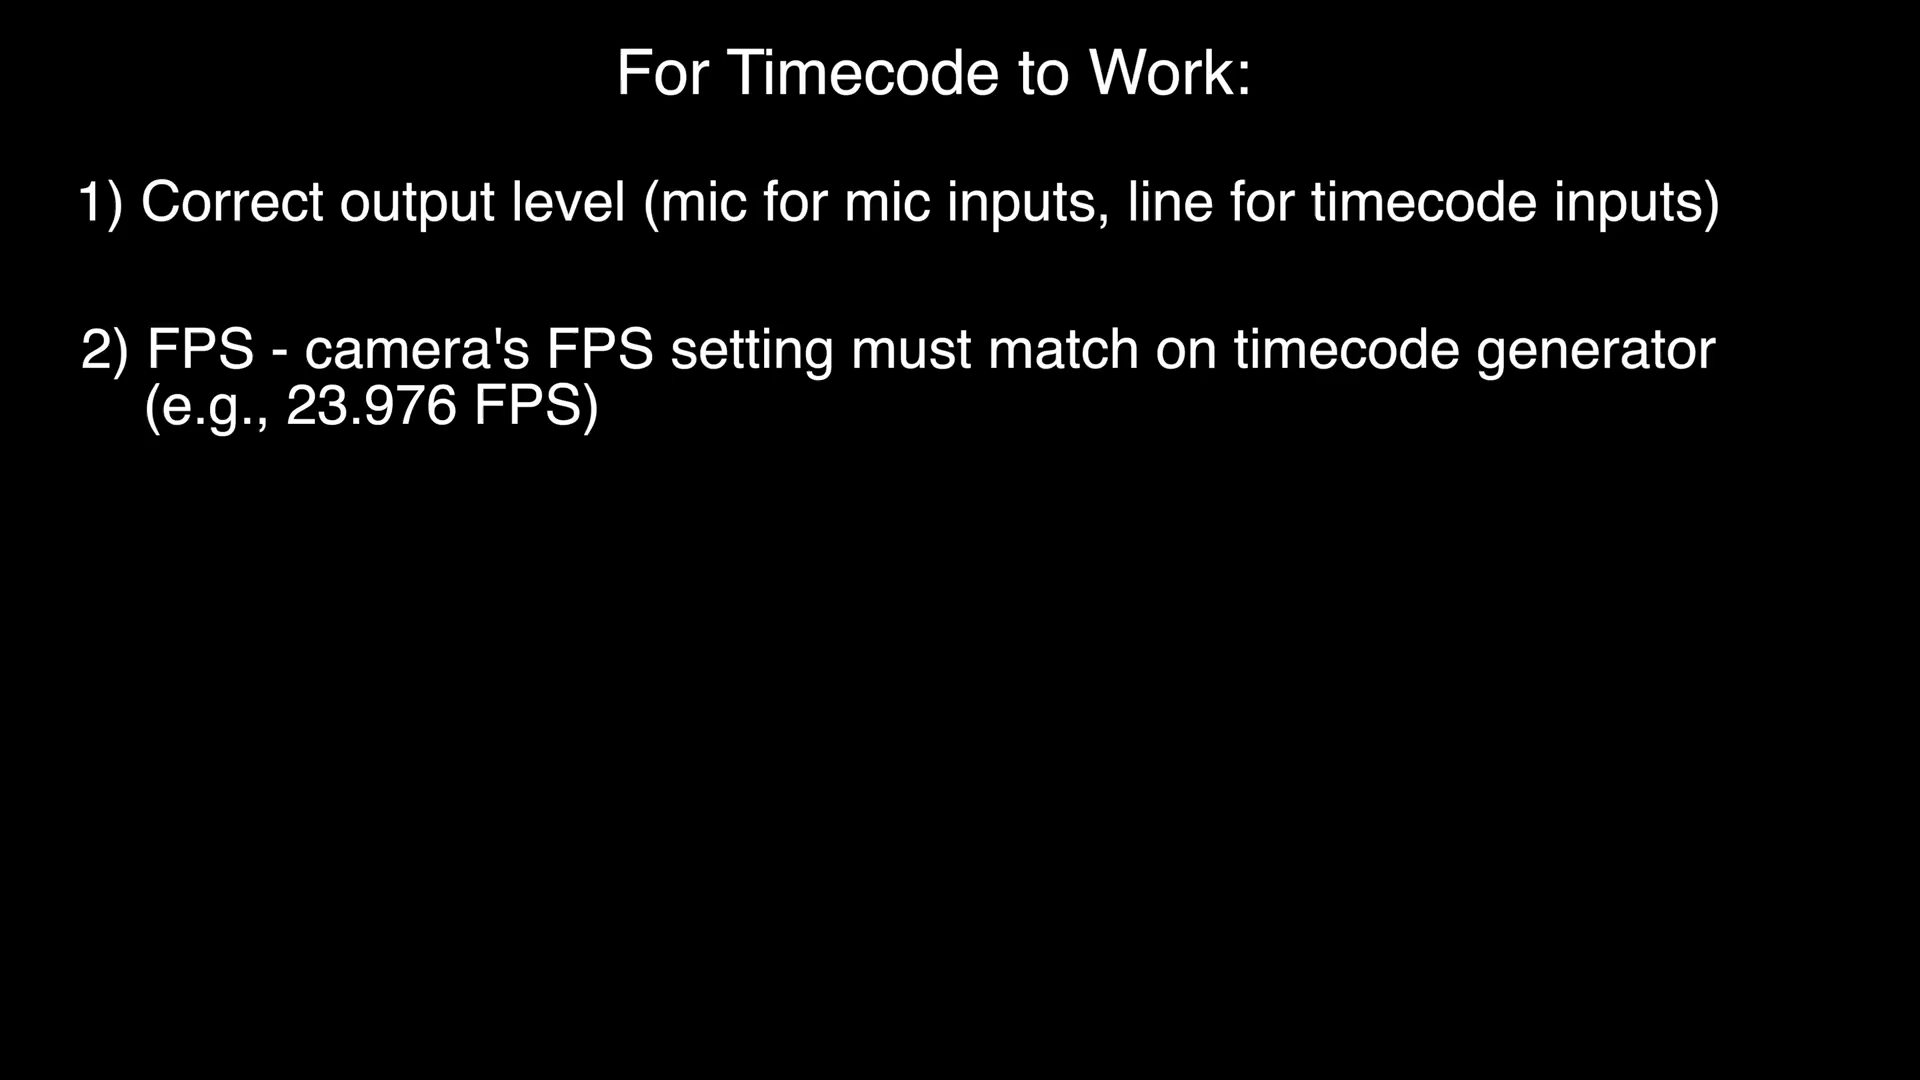 For Timecode to Work:
1) Correct output level (mic for mic inputs, line for timecode inputs)
2) FPS - camera's FPS setting must match on timecode generator
(e.g., 23.976 FPS)